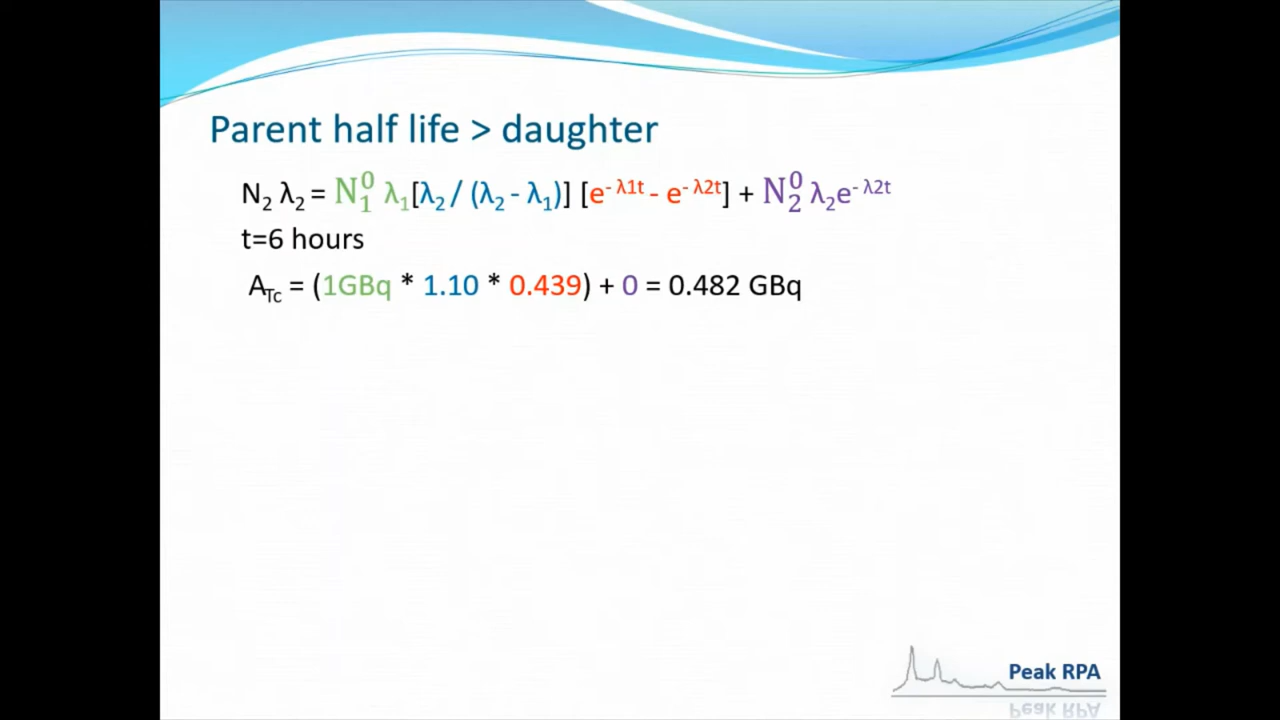 Parent half life > daughter
N₂ λ₂ = N₁⁰ λ₁[λ₂ / (λ₂ - λ₁)] [e⁻ ^λ1t - e⁻ ^λ2t] + N₂⁰ λ₂e⁻ ^λ2t
t=6 hours
A_Tc = (1GBq * 1.10 * 0.439) + 0 = 0.482 GBq
Peak RPA